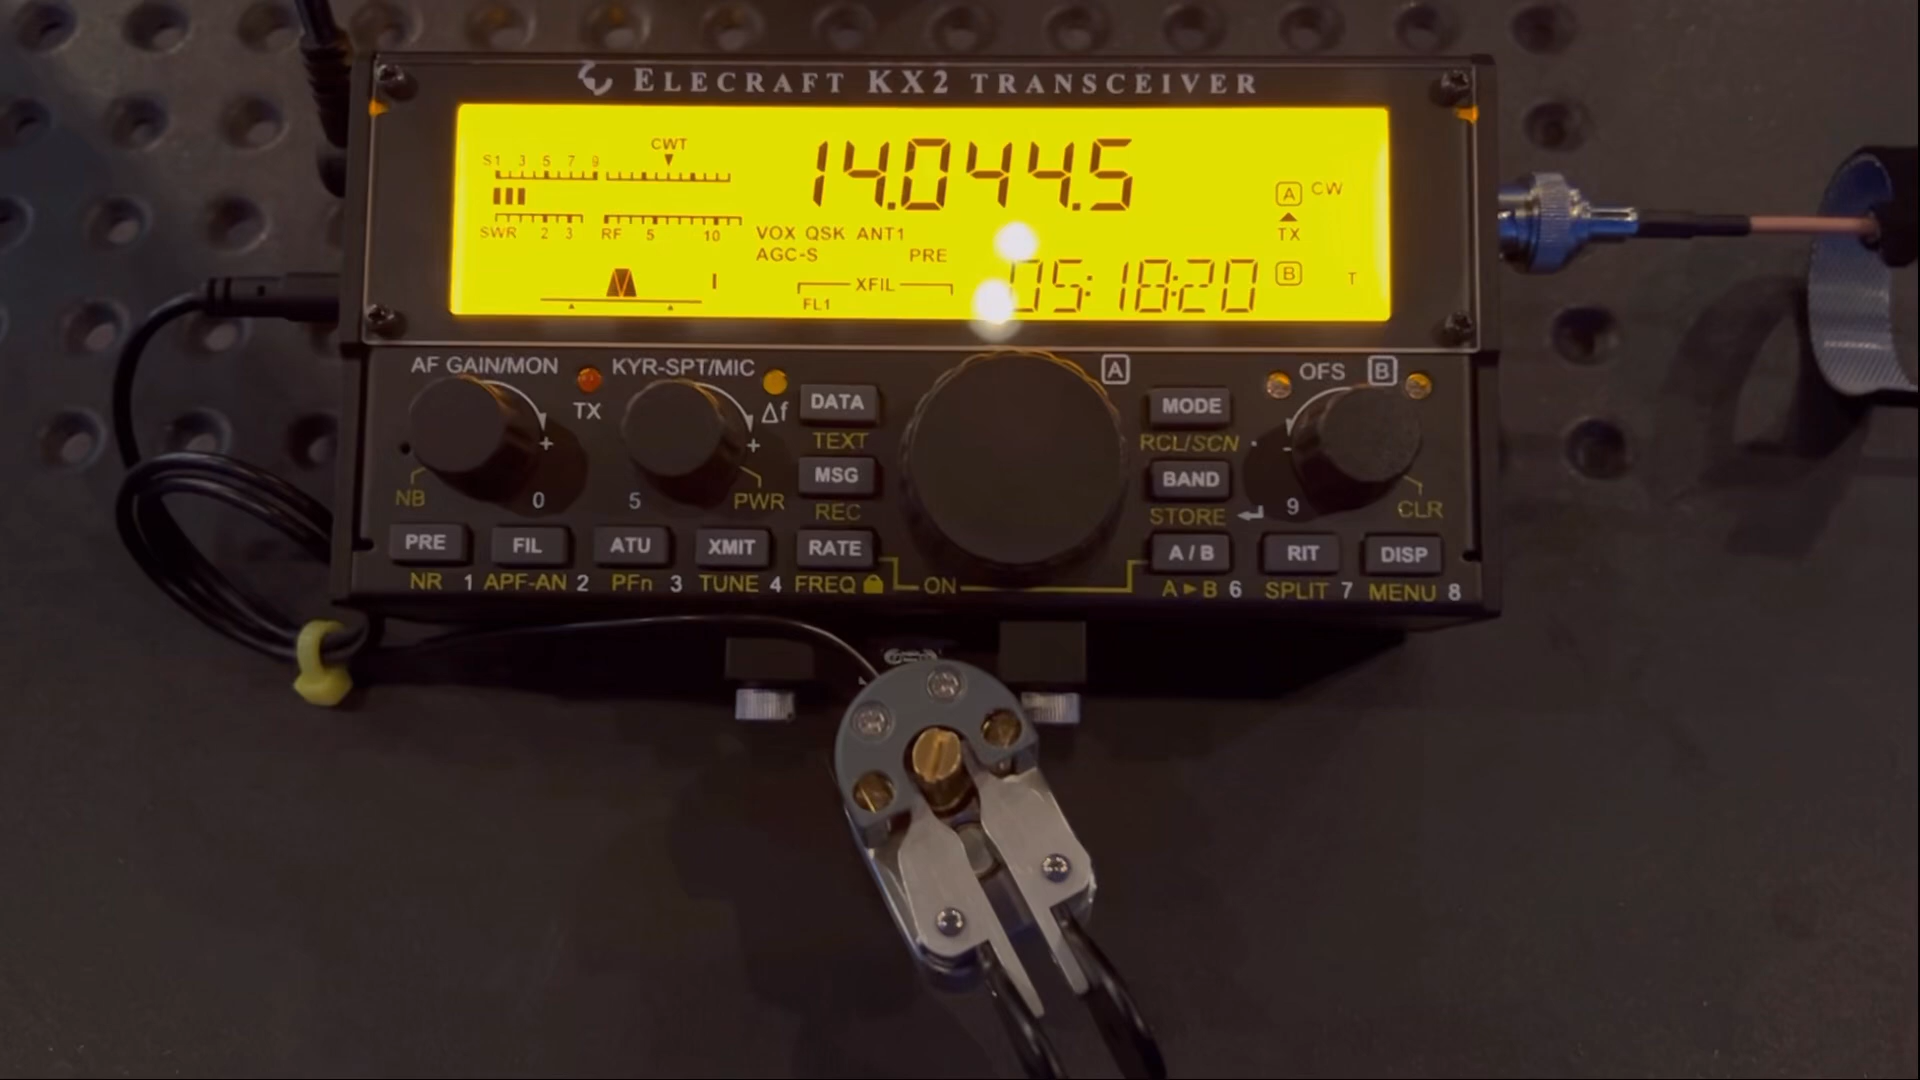 ELECRAFT KX2 TRANSCEIVER
S1 3 5 7 9 CWT
14.044.5
A CW
SWR 2 3 RF 5 10
VOX QSK ANT1
TX
AGC-S PRE
XFIL
FL1
05:18:20
B T
AF GAIN/MON
TX
KYR-SPT/MIC
Δf
DATA
TEXT
A
MODE
RCL/SCN
OFS B
+ + -
NB 0 5 PWR
MSG
REC
BAND
STORE
9 CLR
PRE FIL ATU XMIT RATE A / B RIT DISP
NR 1 APF-AN 2 PFn 3 TUNE 4 FREQ ON A ▸ B 6 SPLIT 7 MENU 8